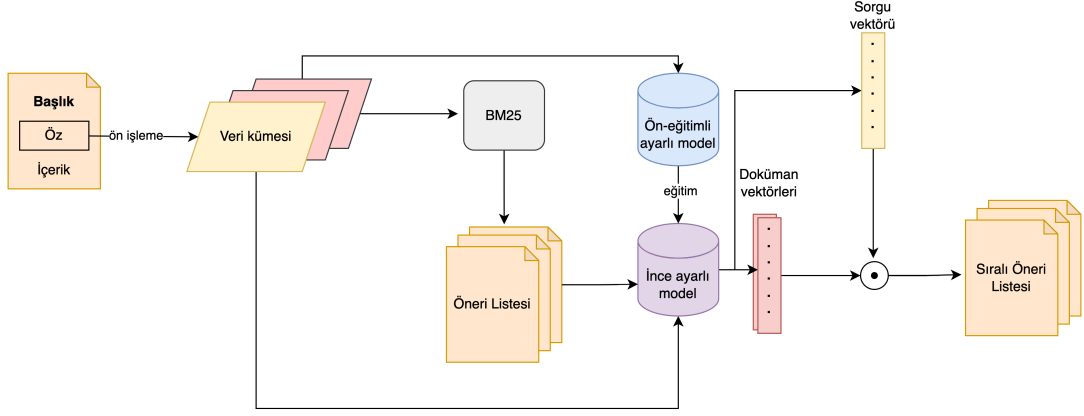 Başlık
Öz
İçerik
ön işleme
Veri kümesi
BM25
Öneri Listesi
Ön-eğitimli
ayarlı model
eğitim
İnce ayarlı
model
Doküman
vektörleri
Sorgu
vektörü
Sıralı Öneri
Listesi